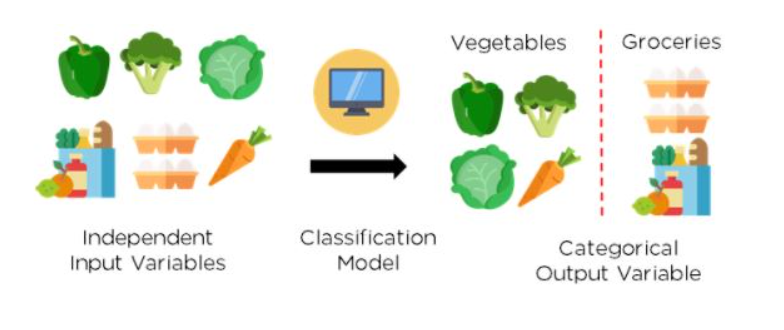 Vegetables
Groceries
Independent
Input Variables
Classification
Model
Categorical
Output Variable